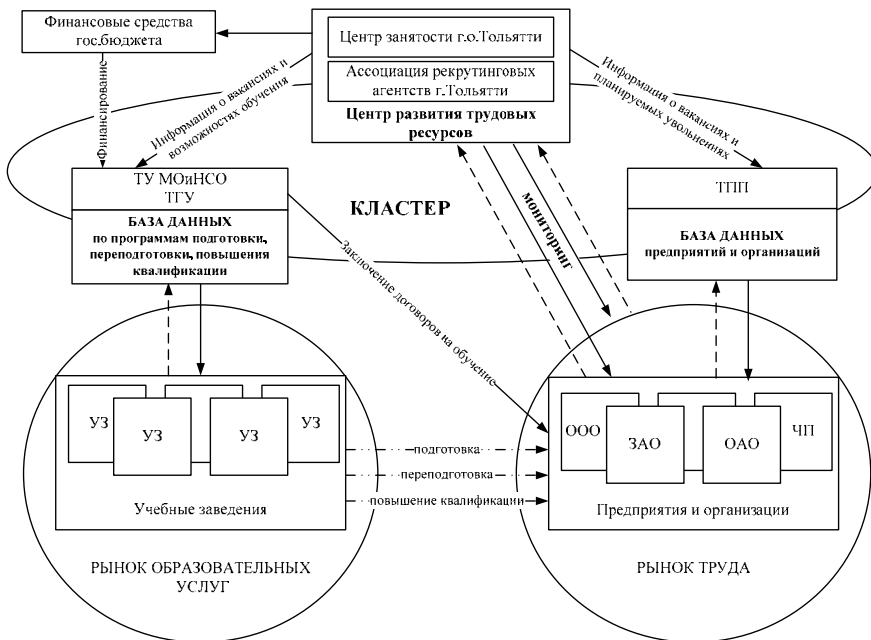 Финансовые средства
гос.бюджета
Центр занятости г.о.Тольятти
Ассоциация рекрутинговых
агентств г.Тольятти
Центр развития трудовых
ресурсов
Финансирование
Информация о вакансиях и
возможностях обучения
Информация о вакансиях и
планируемых увольнениях
ТУ МОиНСО
ТГУ
БАЗА ДАННЫХ
по программам подготовки,
переподготовки, повышения
квалификации
КЛАСТЕР
мониторинг
ТПП
БАЗА ДАННЫХ
предприятий и организаций
Заключение договоров на обучение
УЗ
УЗ
УЗ
УЗ
Учебные заведения
РЫНОК ОБРАЗОВАТЕЛЬНЫХ
УСЛУГ
подготовка
переподготовка
повышение квалификации
ООО
ЗАО
ОАО
ЧП
Предприятия и организации
РЫНОК ТРУДА